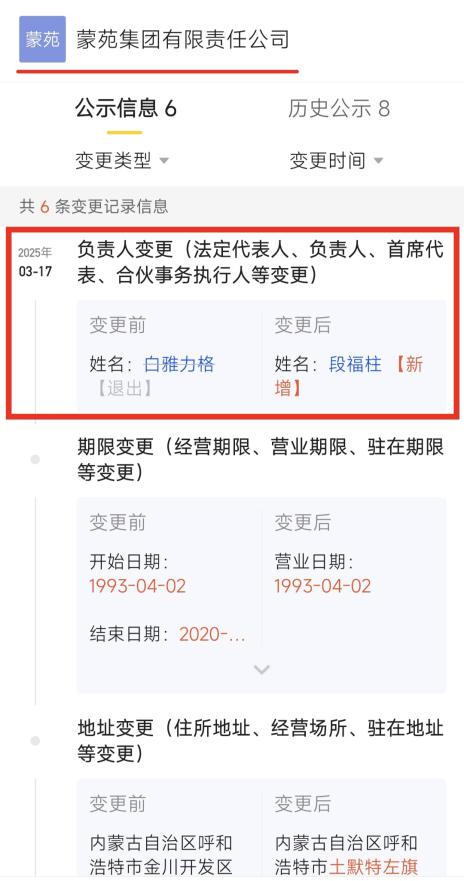 蒙苑
蒙苑集团有限责任公司
公示信息 6
历史公示 8
变更类型
变更时间
共 6 条变更记录信息
2025年
03-17
负责人变更（法定代表人、负责人、首席代
表、合伙事务执行人等变更）
变更前
姓名：白雅力格
【退出】
变更后
姓名：段福柱 【新
增】
期限变更（经营期限、营业期限、驻在期限
等变更）
变更前
开始日期：
1993-04-02
结束日期：2020-...
变更后
营业日期：
1993-04-02
地址变更（住所地址、经营场所、驻在地址
等变更）
变更前
内蒙古自治区呼和
浩特市金川开发区
变更后
内蒙古自治区呼和
浩特市土默特左旗